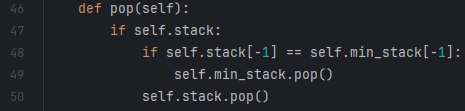 46 def pop(self):
47 if self.stack:
48 if self.stack[-1] == self.min_stack[-1]:
49 self.min_stack.pop()
50 self.stack.pop()